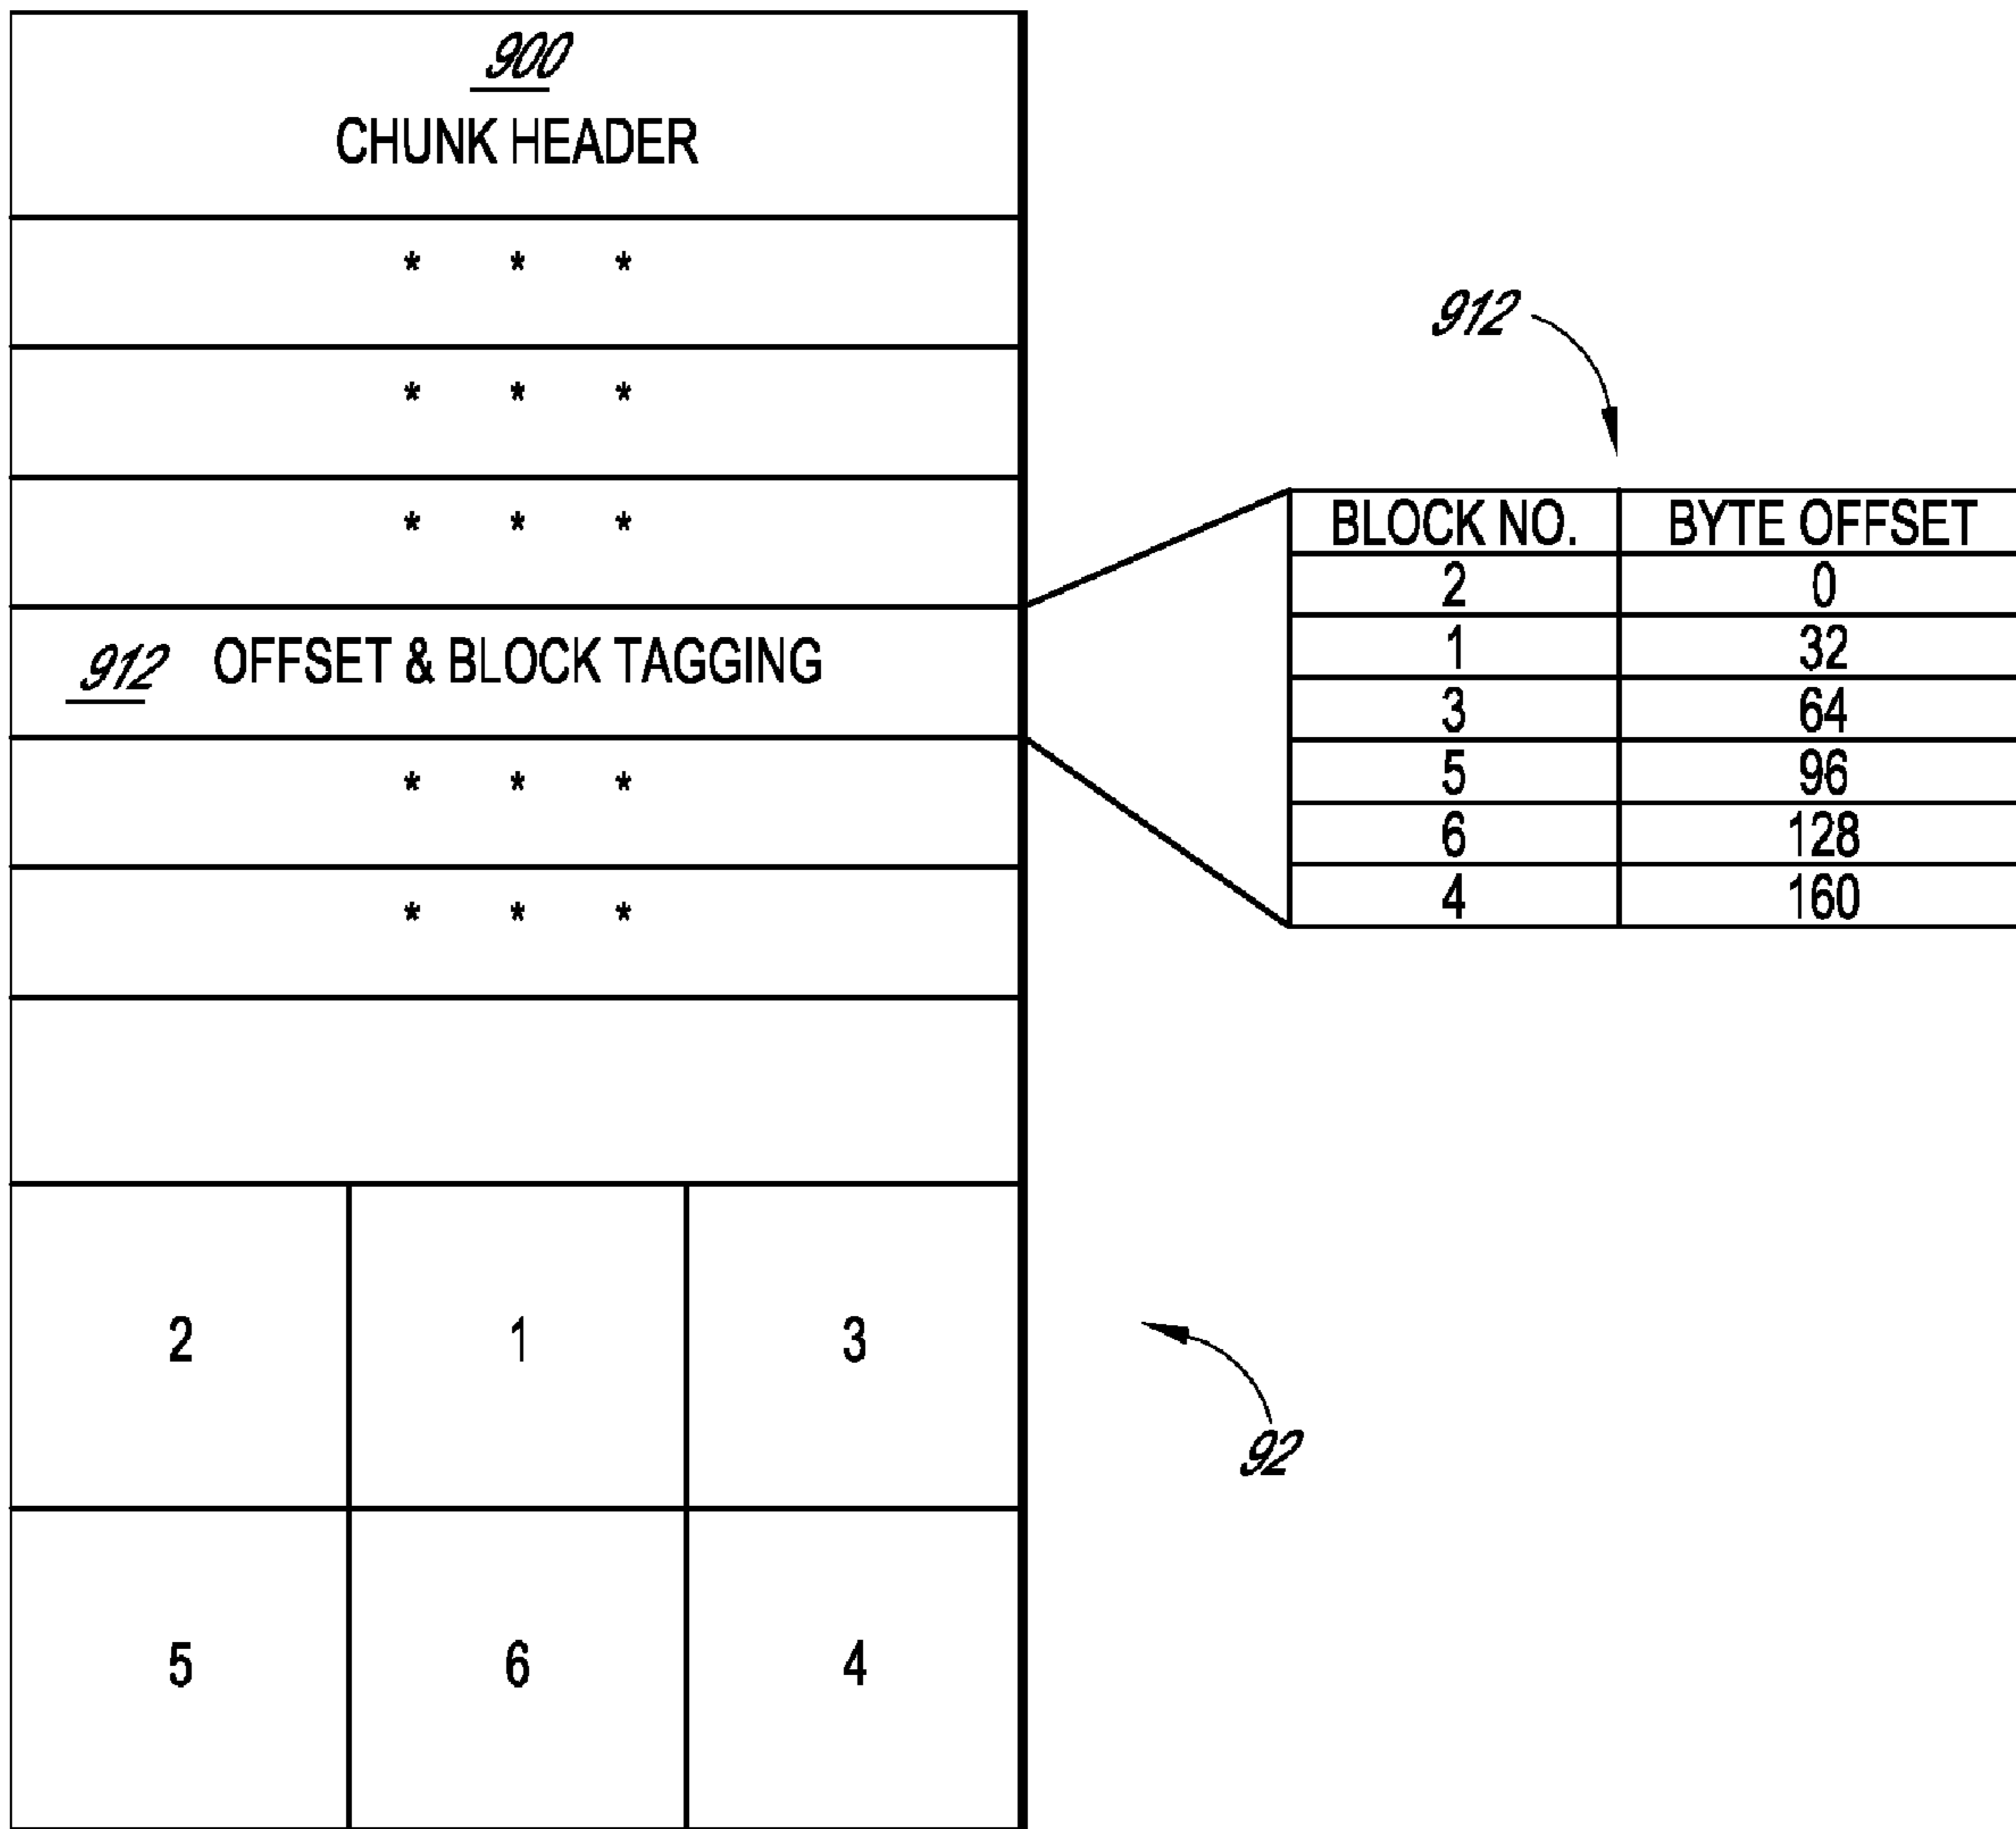 900
CHUNK HEADER
* * *
* * *
* * *
912 OFFSET & BLOCK TAGGING
* * *
* * *
2 1 3
5 6 4
912
BLOCK NO. BYTE OFFSET
2 0
1 32
3 64
5 96
6 128
4 160
92